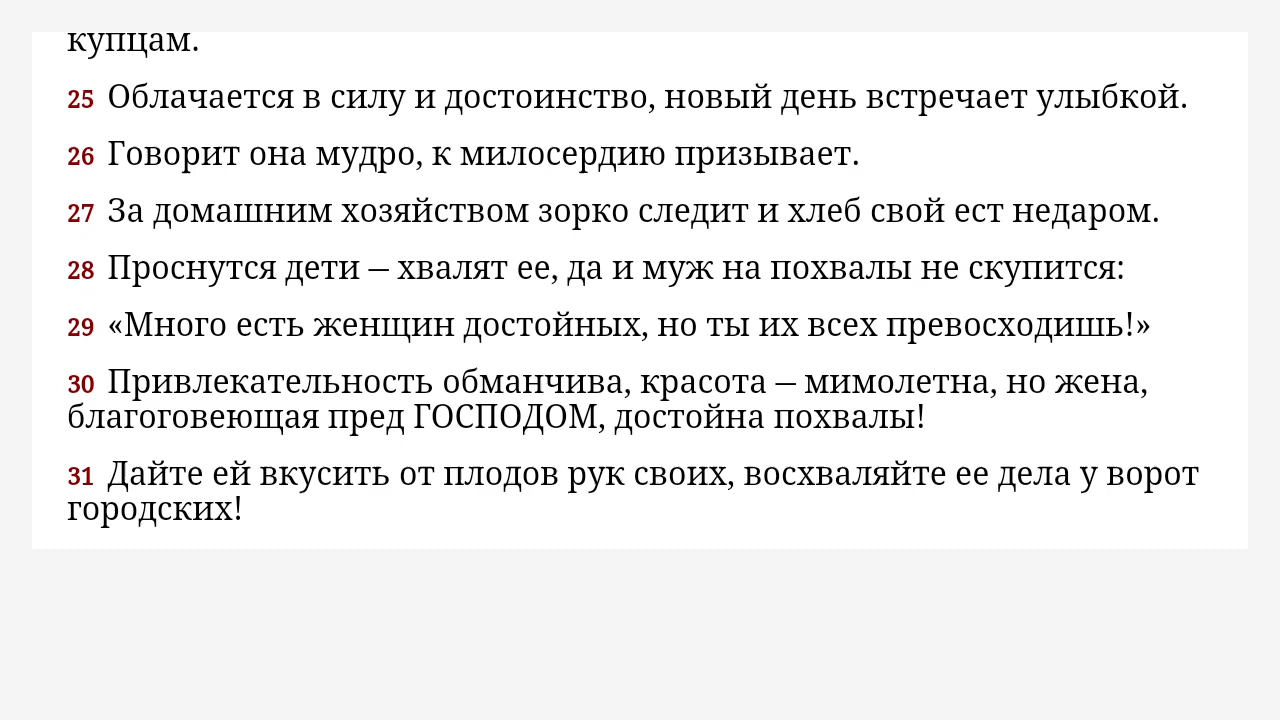 купцам.
25 Облачается в силу и достоинство, новый день встречает улыбкой.
26 Говорит она мудро, к милосердию призывает.
27 За домашним хозяйством зорко следит и хлеб свой ест недаром.
28 Проснутся дети – хвалят ее, да и муж на похвалы не скупится:
29 «Много есть женщин достойных, но ты их всех превосходишь!»
30 Привлекательность обманчива, красота – мимолетна, но жена,
благоговеющая пред ГОСПОДОМ, достойна похвалы!
31 Дайте ей вкусить от плодов рук своих, восхваляйте ее дела у ворот
городских!